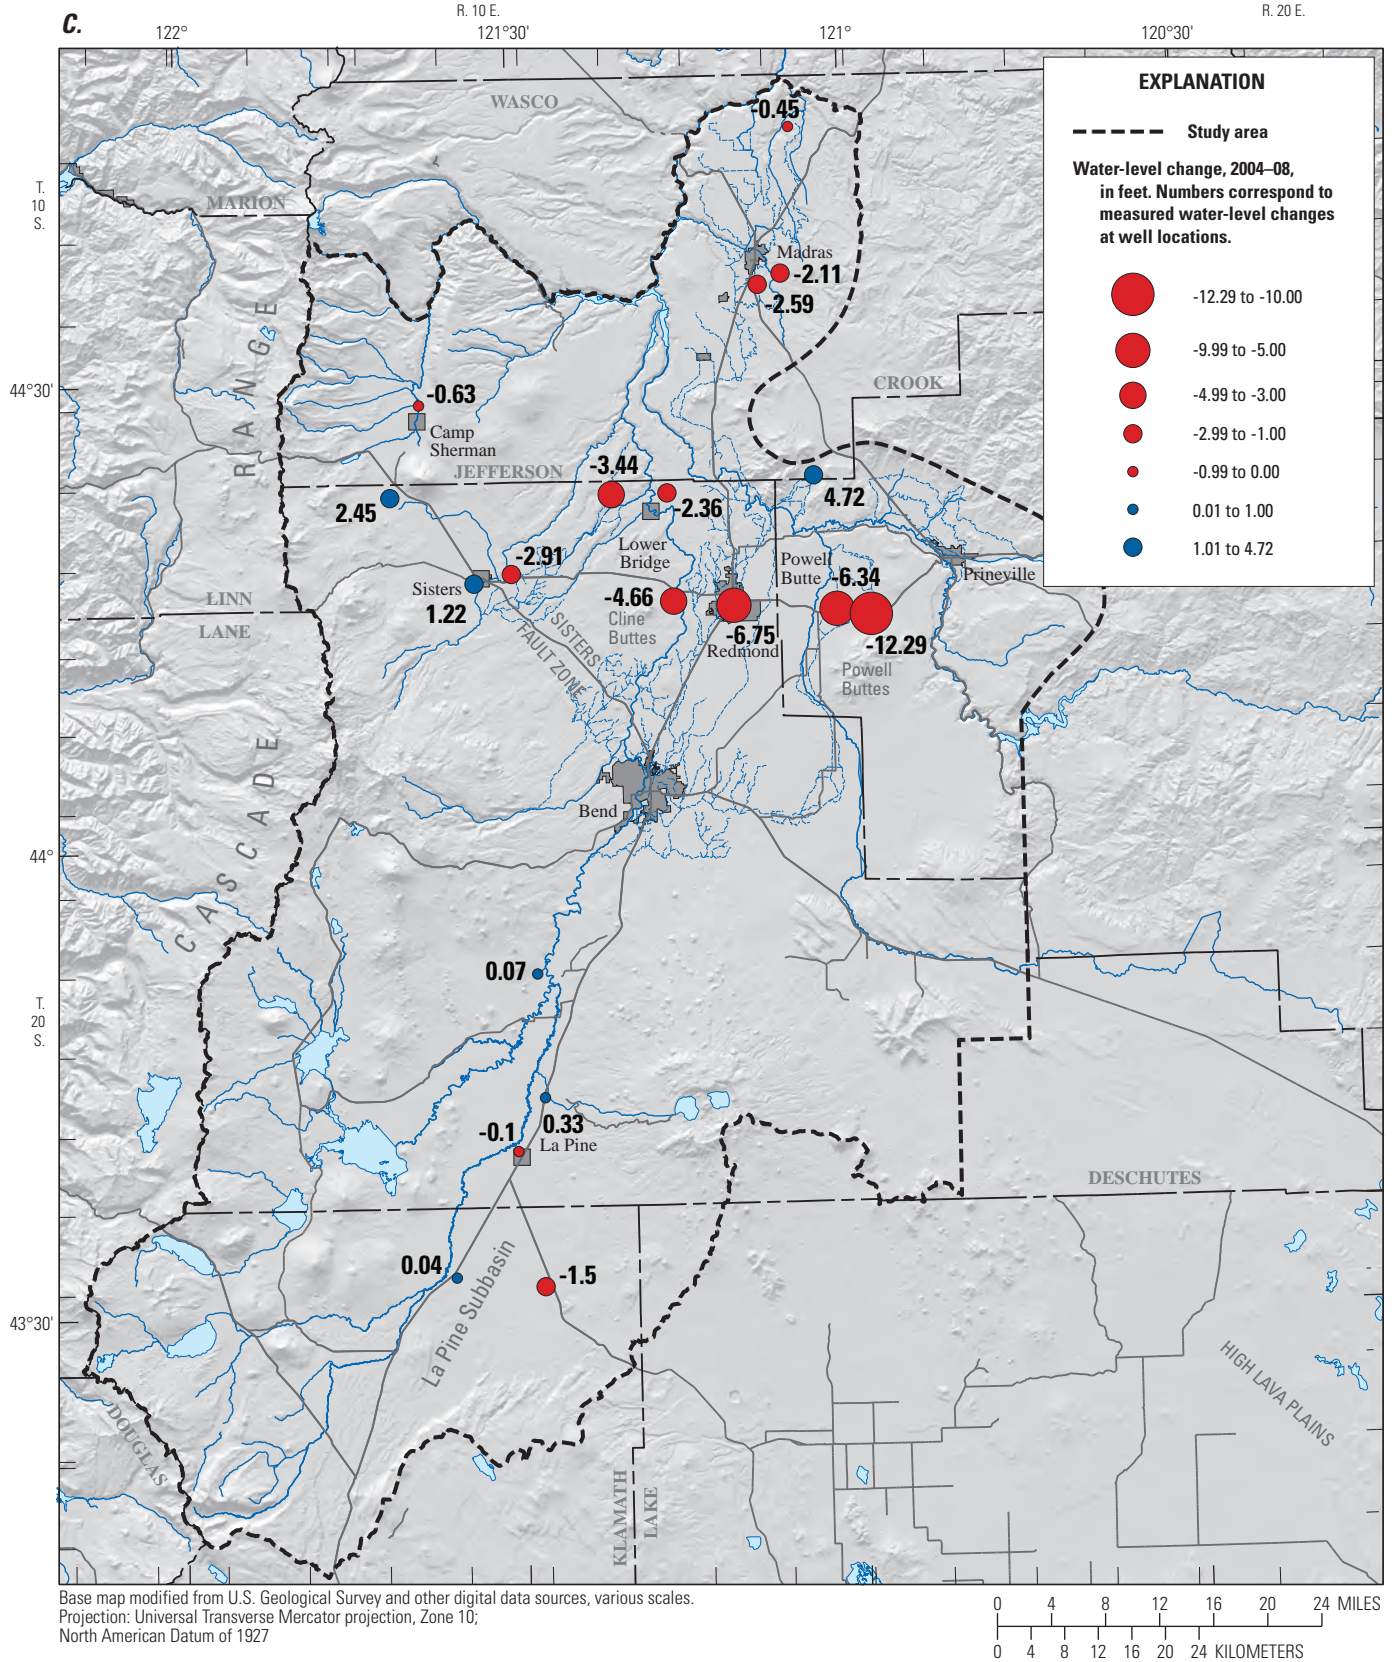 C.
R. 10 E.
R. 20 E.
122°
121°30'
121°
120°30'
EXPLANATION
Study area
Water-level change, 2004–08,
in feet. Numbers correspond to
measured water-level changes
at well locations.
-12.29 to -10.00
-9.99 to -5.00
-4.99 to -3.00
-2.99 to -1.00
-0.99 to 0.00
0.01 to 1.00
1.01 to 4.72
WASCO
-0.45
T.
10
S.
MARION
Madras
-2.11
-2.59
CASCADE RANGE
44°30'
CROOK
-0.63
Camp
Sherman
JEFFERSON
-3.44
4.72
2.45
-2.36
Lower
Bridge
-2.91
Powell
Butte
-6.34
Prineville
Sisters
1.22
-4.66
Cline
Buttes
LINN
LANE
SISTERS
FAULT ZONE
-6.75
Redmond
-12.29
Powell
Buttes
Bend
44°
0.07
T.
20
S.
0.33
-0.1
La Pine
DESCHUTES
0.04
-1.5
La Pine Subbasin
43°30'
HIGH LAVA PLAINS
DOUGLAS
KLAMATH
LAKE
Base map modified from U.S. Geological Survey and other digital data sources, various scales.
Projection: Universal Transverse Mercator projection, Zone 10;
North American Datum of 1927
0 4 8 12 16 20 24 MILES
0 4 8 12 16 20 24 KILOMETERS